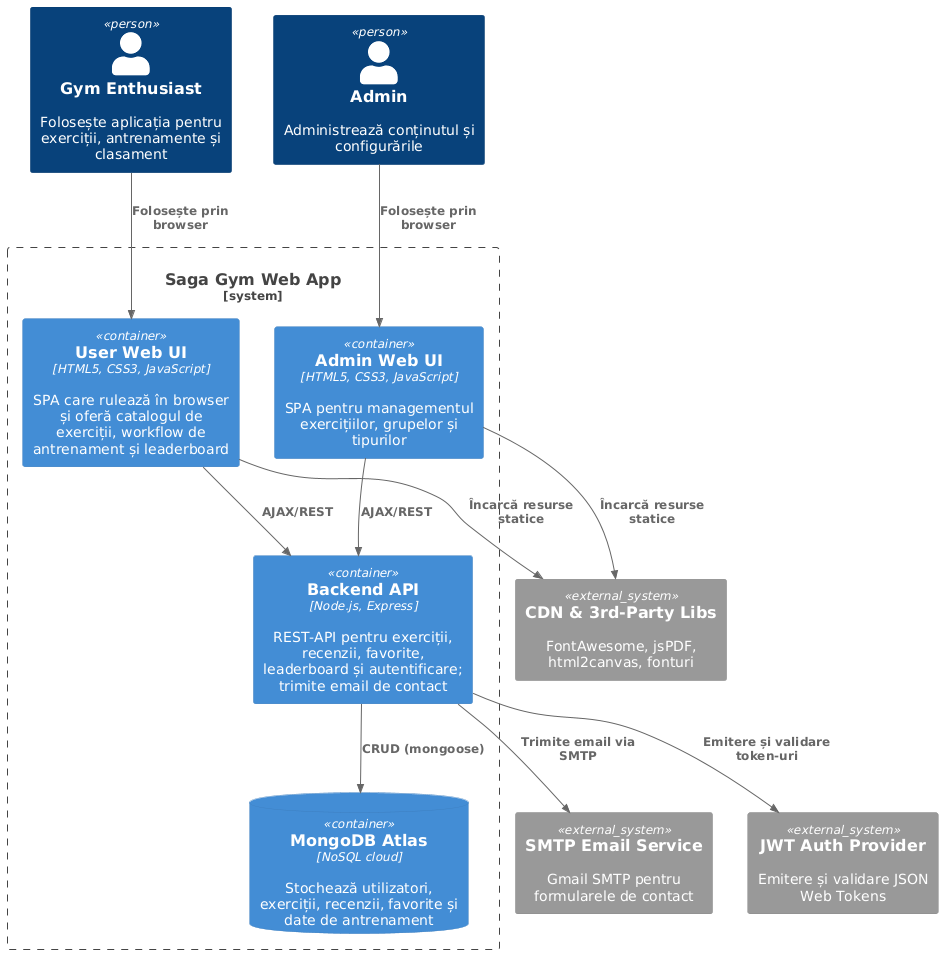 «person»
Gym Enthusiast
Folosește aplicația pentru
exerciții, antrenamente și
clasament
«person»
Admin
Administrează conținutul și
configurările
Folosește prin
browser
Folosește prin
browser
Saga Gym Web App
[system]
«container»
User Web UI
[HTML5, CSS3, JavaScript]
SPA care rulează în browser
și oferă catalogul de
exerciții, workflow de
antrenament și leaderboard
«container»
Admin Web UI
[HTML5, CSS3, JavaScript]
SPA pentru managementul
exercițiilor, grupelor și
tipurilor
AJAX/REST
AJAX/REST
Încarcă resurse
statice
Încarcă resurse
statice
«container»
Backend API
[Node.js, Express]
REST-API pentru exerciții,
recenzii, favorite,
leaderboard și autentificare;
trimite email de contact
«external_system»
CDN & 3rd-Party Libs
FontAwesome, jsPDF,
html2canvas, fonturi
CRUD (mongoose)
Trimite email via
SMTP
Emitere și validare
token-uri
«container»
MongoDB Atlas
[NoSQL cloud]
Stochează utilizatori,
exerciții, recenzii, favorite și
date de antrenament
«external_system»
SMTP Email Service
Gmail SMTP pentru
formularele de contact
«external_system»
JWT Auth Provider
Emitere și validare JSON
Web Tokens